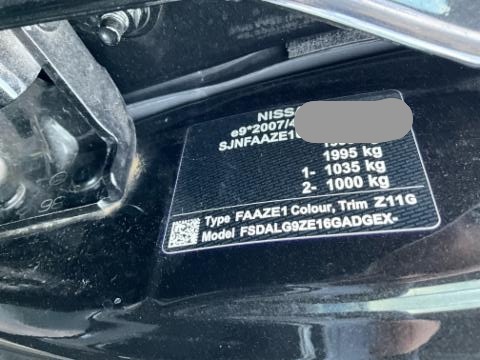 NISSA
e9*2007/4
SJNFAAZE1
1995 kg
1- 1035 kg
2- 1000 kg
Type FAAZE1 Colour, Trim Z11G
Model FSDALG9ZE16GADGEX-